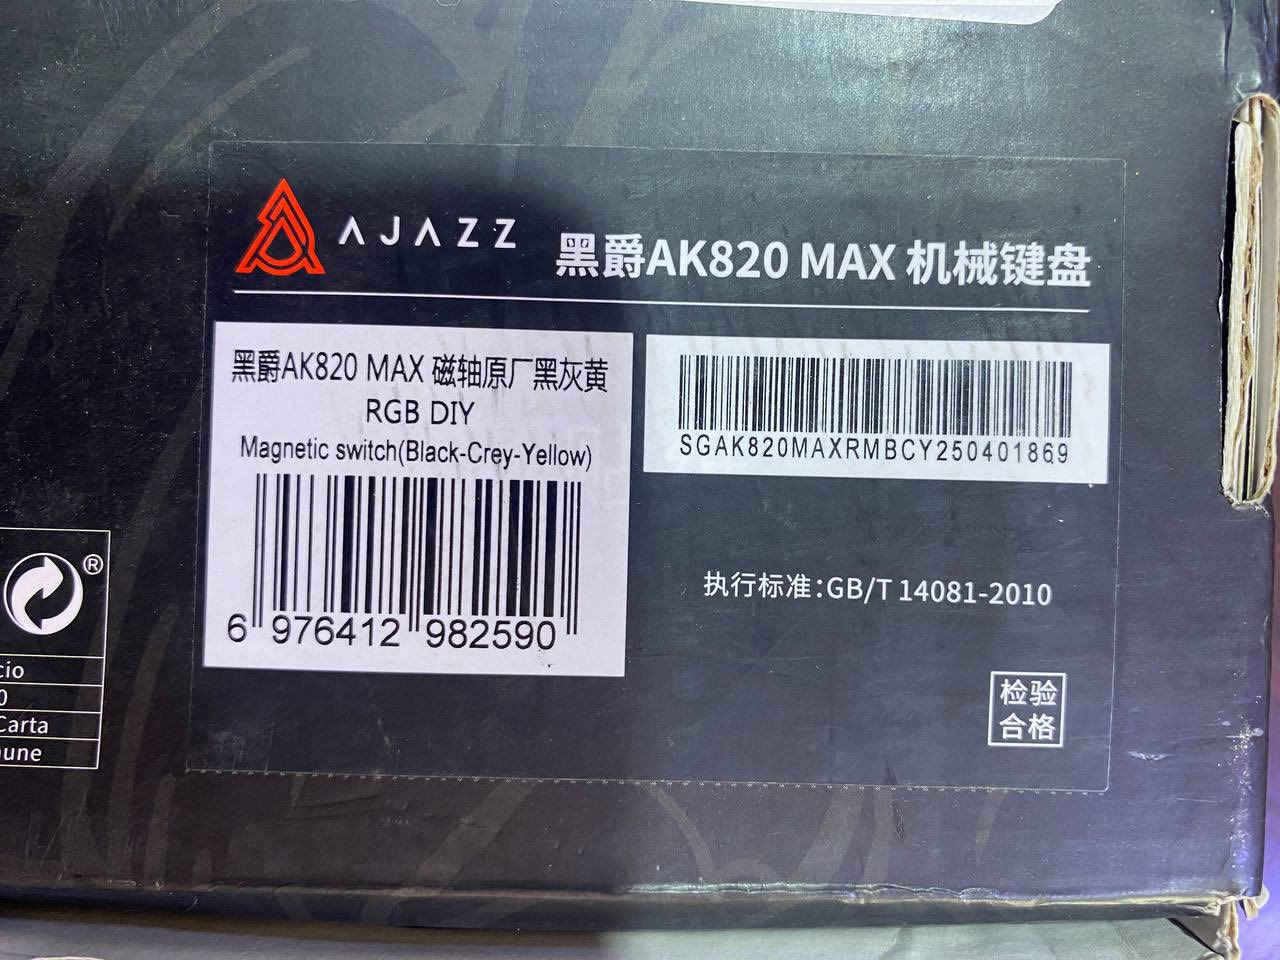 AJAZZ
黑爵AK820 MAX 机械键盘
黑爵AK820 MAX 磁轴原厂黑灰黄
RGB DIY
Magnetic switch(Black-Crey-Yellow)
6 976412 982590
SGAK820MAXRMBCY250401869
执行标准:GB/T 14081-2010
检验
合格
®
cio
0
Carta
une